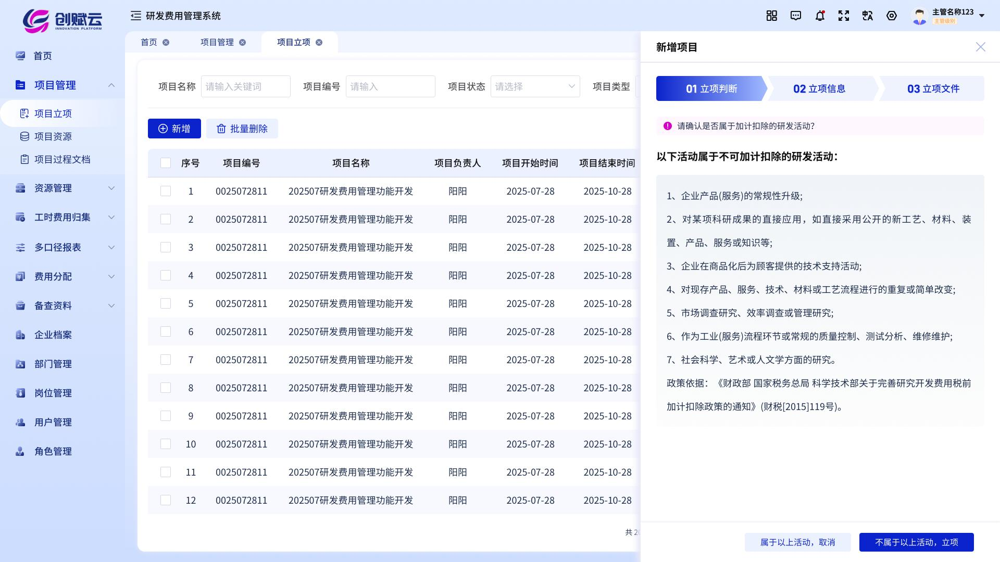 创赋云
INNOVATION PLATFORM
研发费用管理系统
主管名称123
主管级别
首页
项目管理
项目立项
项目资源
项目过程文档
资源管理
工时费用归集
多口径报表
费用分配
备查资料
企业档案
部门管理
岗位管理
用户管理
角色管理
首页 项目管理 项目立项
项目名称 请输入关键词 项目编号 请输入 项目状态 请选择 项目类型
新增 批量删除
序号 项目编号 项目名称 项目负责人 项目开始时间 项目结束时间
1 0025072811 202507研发费用管理功能开发 阳阳 2025-07-28 2025-10-28
2 0025072811 202507研发费用管理功能开发 阳阳 2025-07-28 2025-10-28
3 0025072811 202507研发费用管理功能开发 阳阳 2025-07-28 2025-10-28
4 0025072811 202507研发费用管理功能开发 阳阳 2025-07-28 2025-10-28
5 0025072811 202507研发费用管理功能开发 阳阳 2025-07-28 2025-10-28
6 0025072811 202507研发费用管理功能开发 阳阳 2025-07-28 2025-10-28
7 0025072811 202507研发费用管理功能开发 阳阳 2025-07-28 2025-10-28
8 0025072811 202507研发费用管理功能开发 阳阳 2025-07-28 2025-10-28
9 0025072811 202507研发费用管理功能开发 阳阳 2025-07-28 2025-10-28
10 0025072811 202507研发费用管理功能开发 阳阳 2025-07-28 2025-10-28
11 0025072811 202507研发费用管理功能开发 阳阳 2025-07-28 2025-10-28
12 0025072811 202507研发费用管理功能开发 阳阳 2025-07-28 2025-10-28
共
新增项目
01 立项判断 02 立项信息 03 立项文件
请确认是否属于加计扣除的研发活动？
以下活动属于不可加计扣除的研发活动：
1、企业产品(服务)的常规性升级;
2、对某项科研成果的直接应用，如直接采用公开的新工艺、材料、装
置、产品、服务或知识等;
3、企业在商品化后为顾客提供的技术支持活动;
4、对现存产品、服务、技术、材料或工艺流程进行的重复或简单改变;
5、市场调查研究、效率调查或管理研究;
6、作为工业(服务)流程环节或常规的质量控制、测试分析、维修维护;
7、社会科学、艺术或人文学方面的研究。
政策依据：《财政部 国家税务总局 科学技术部关于完善研究开发费用税前
加计扣除政策的通知》(财税[2015]119号)。
属于以上活动，取消 不属于以上活动，立项